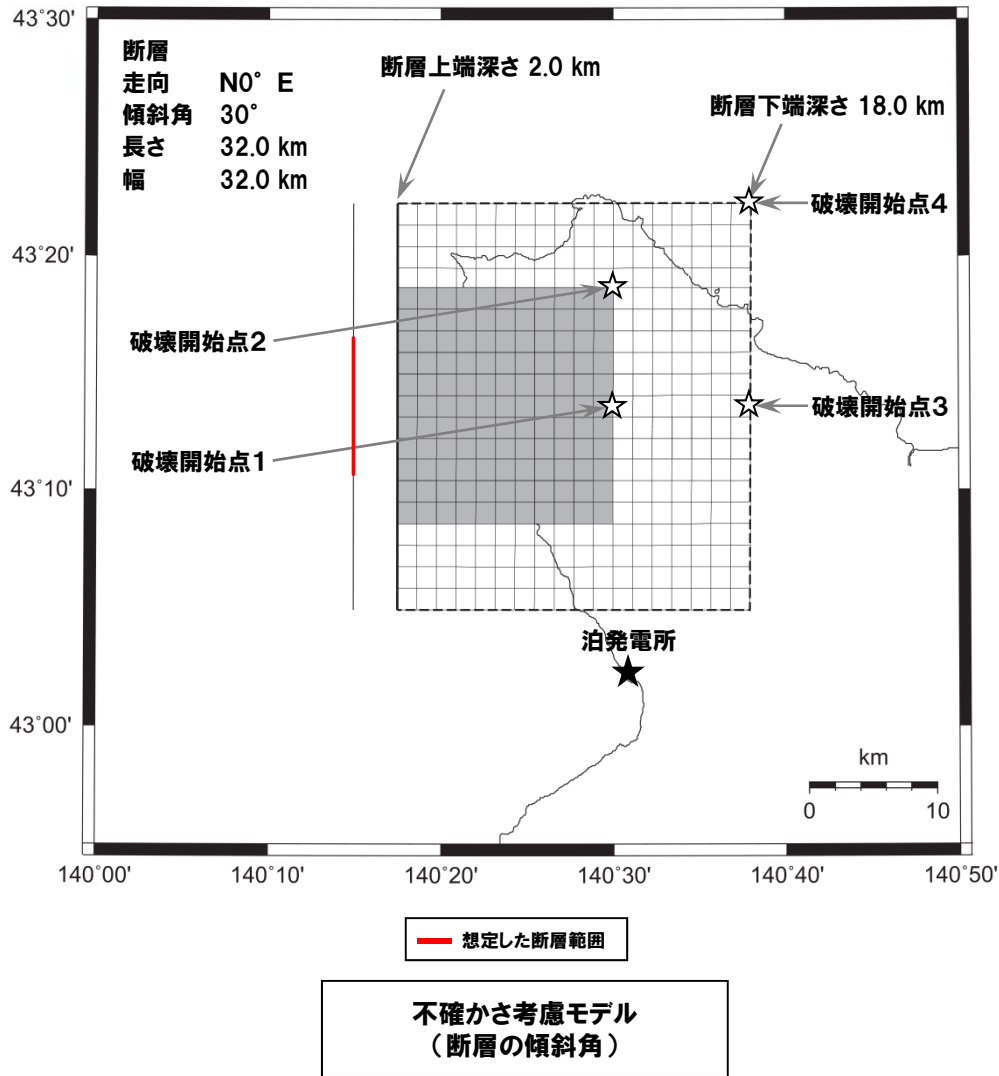 43°30'
断層
走向 N0° E
傾斜角 30°
長さ 32.0 km
幅 32.0 km
断層上端深さ 2.0 km
断層下端深さ 18.0 km
破壊開始点4
43°20'
破壊開始点2
破壊開始点3
破壊開始点1
43°10'
泊発電所
43°00'
km
0 10
140°00' 140°10' 140°20' 140°30' 140°40' 140°50'
想定した断層範囲
不確かさ考慮モデル
（断層の傾斜角）